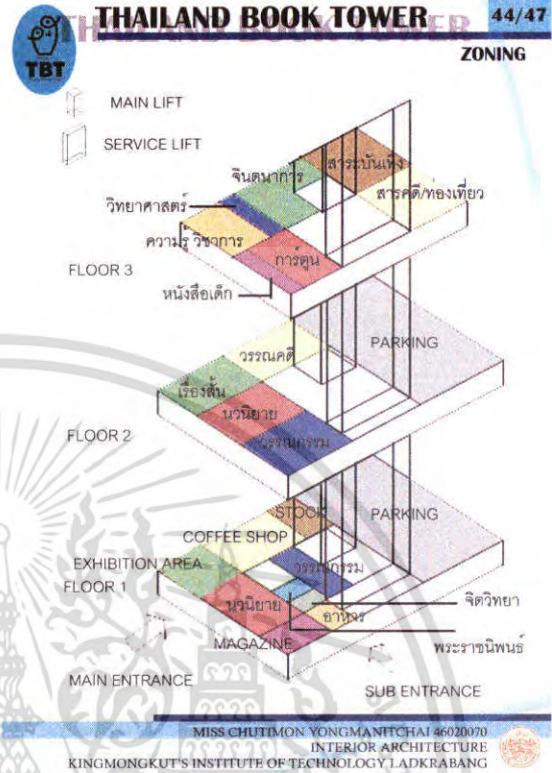 THAILAND BOOK TOWER
44/47
TBT
ZONING
MAIN LIFT
SERVICE LIFT
จินตนาการ
สาระบันเทิง
สารคดี/ท่องเที่ยว
วิทยาศาสตร์
ความรู้ วิชาการ
การ์ตูน
หนังสือเด็ก
FLOOR 3
วรรณคดี
PARKING
เรื่องสั้น
นวนิยาย
วรรณกรรม
FLOOR 2
STOCK
PARKING
COFFEE SHOP
วรรณกรรม
EXHIBITION AREA
FLOOR 1
นวนิยาย
อาหาร
จิตวิทยา
MAGAZINE
พระราชนิพนธ์
MAIN ENTRANCE
SUB ENTRANCE
MISS CHUTIMON YONGMANITCHAI 46020070
INTERIOR ARCHITECTURE
KINGMONGKUT'S INSTITUTE OF TECHNOLOGY LADKRABANG